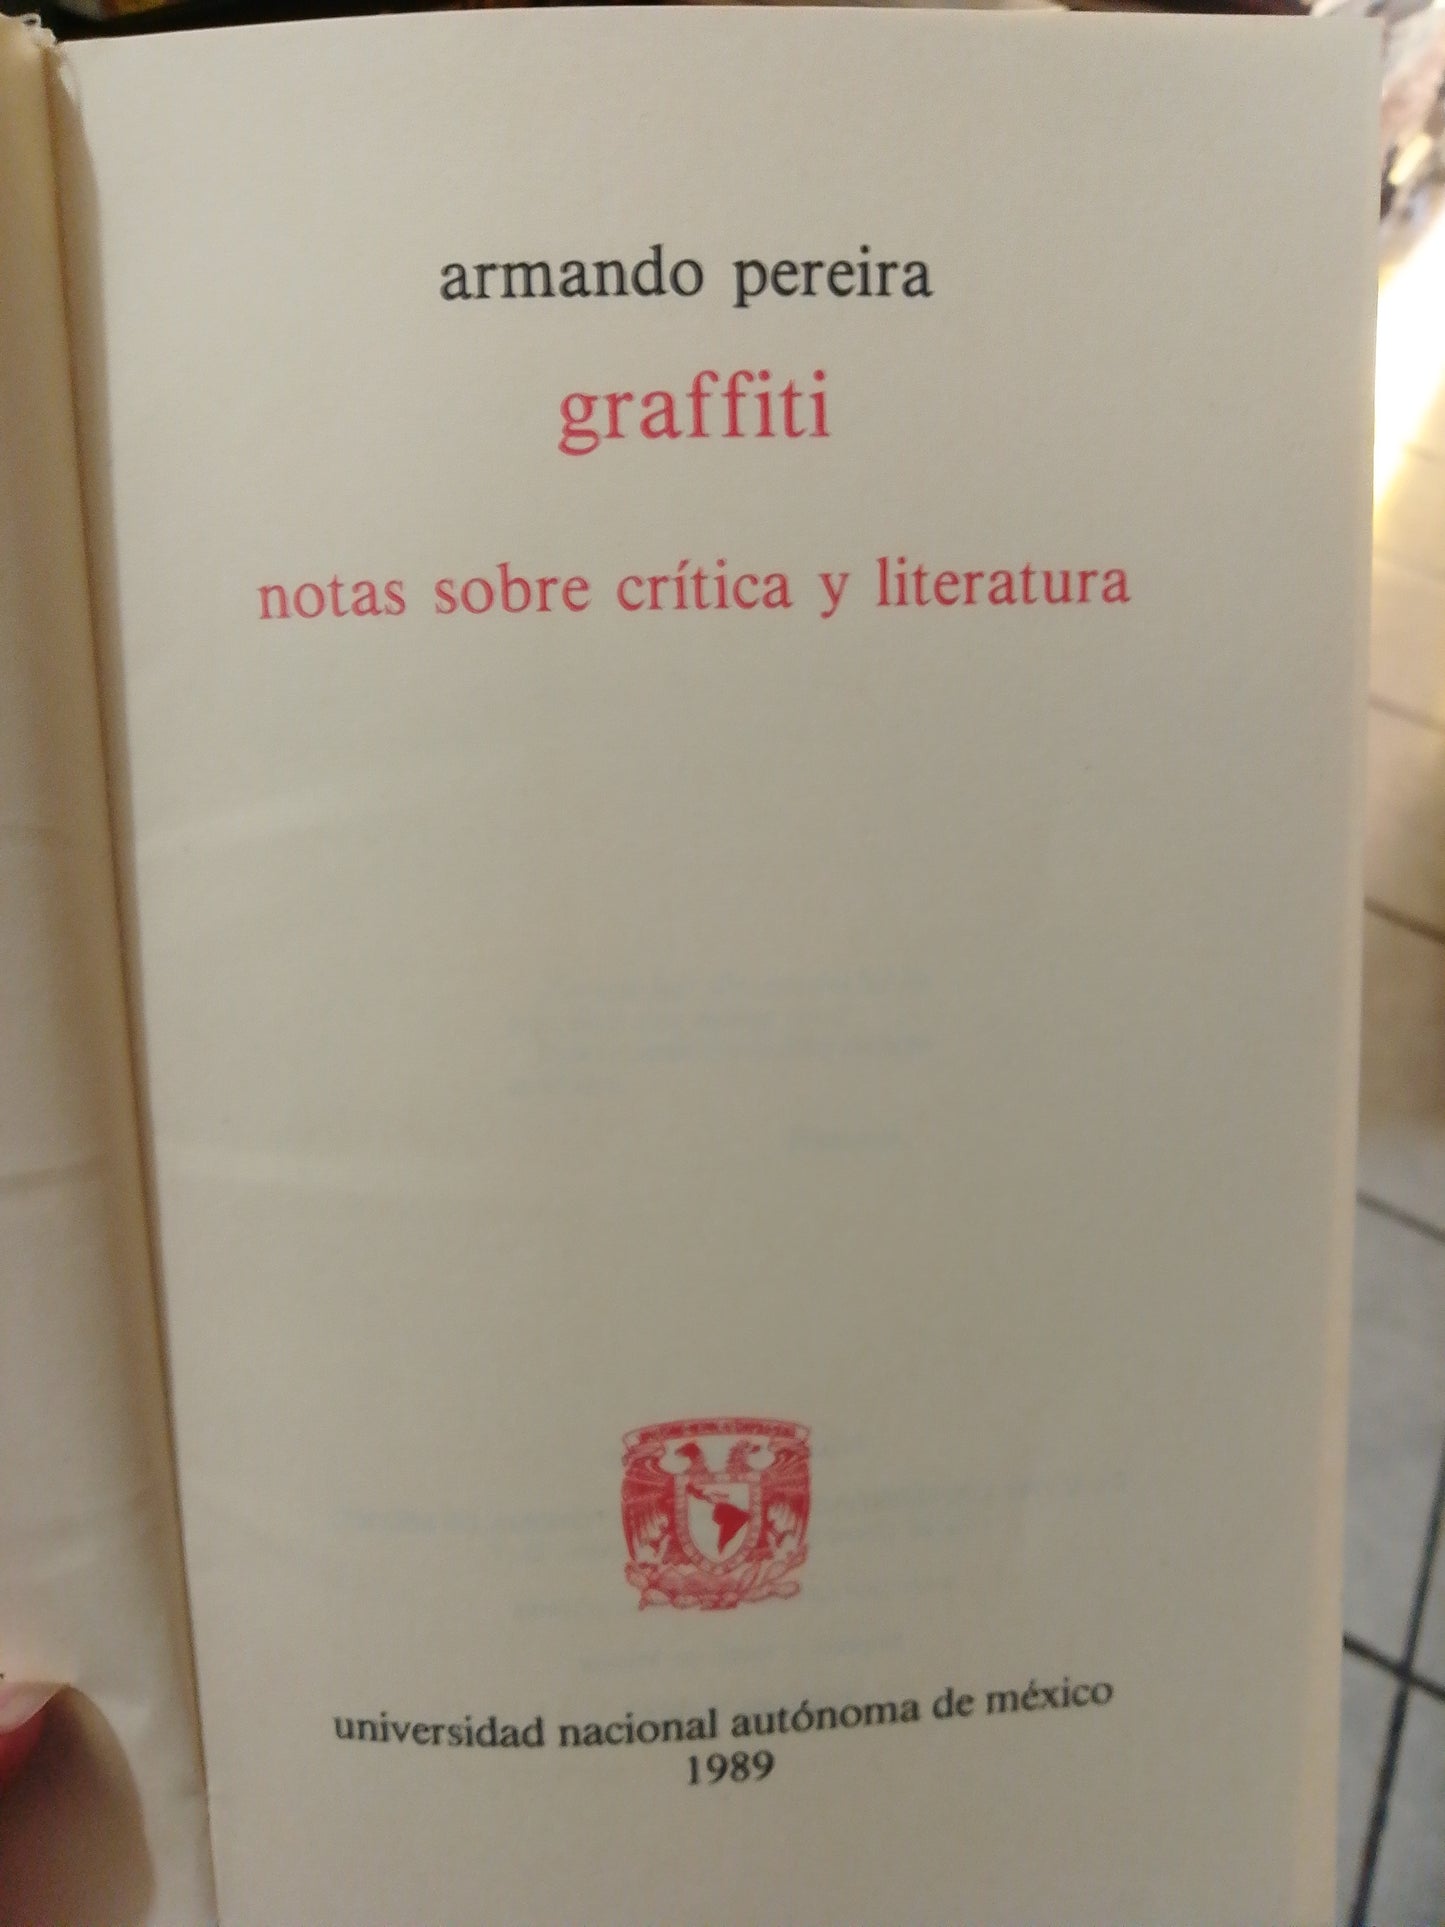 armando pereira
graffiti
notas sobre crítica y literatura
universidad nacional autónoma de méxico
1989